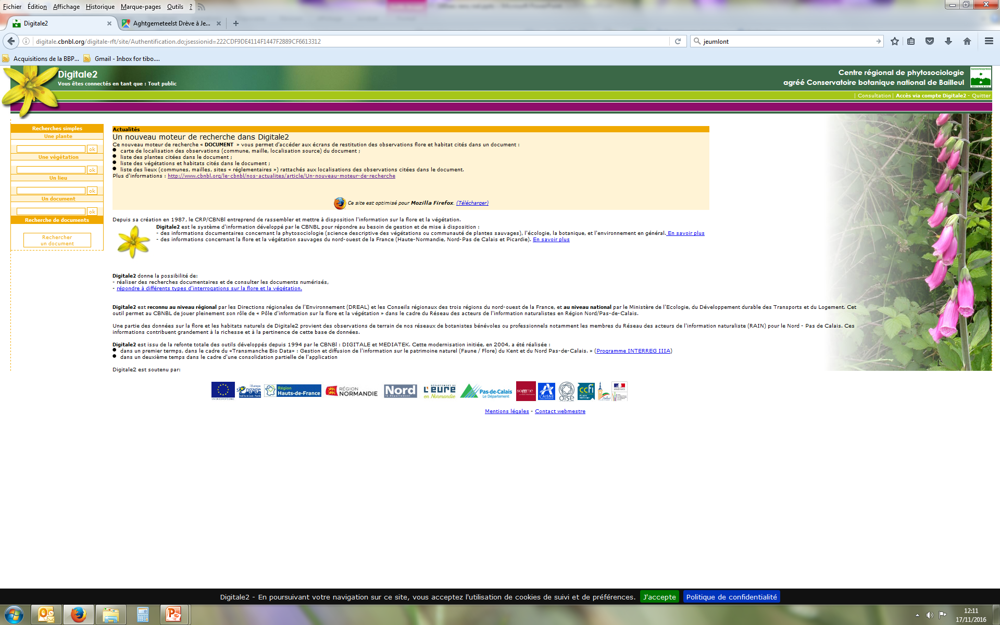 Fichier Édition Affichage Historique Marque-pages Outils ?
Digitale2
Aghtgemeteelst Drève à Je...
digitale.cbnbl.org/digitale-rft/site/Authentification.do;jsessionid=222CDF9DE4114F1447F2889CF6613312
jeumlont
Acquisitions de la BBP... Gmail - Inbox for tibo....
Digitale2
Vous êtes connectés en tant que : Tout public
Centre régional de phytosociologie
agréé Conservatoire botanique national de Bailleul
BAILLEUL
| Consultation | Accès via compte Digitale2 - Quitter
Recherches simples
Une plante
ok
Une végétation
ok
Un lieu
ok
Un document
ok
Recherche de documents
Rechercher
un document
Actualités
Un nouveau moteur de recherche dans Digitale2
Ce nouveau moteur de recherche « DOCUMENT » vous permet d'accéder aux écrans de restitution des observations flore et habitat cités dans un document :
carte de localisation des observations (commune, maille, localisation source) du document ;
liste des plantes citées dans le document ;
liste des végétations et habitats cités dans le document ;
liste des lieux (communes, mailles, sites « réglementaires ») rattachés aux localisations des observations citées dans le document.
Plus d'informations : http://www.cbnbl.org/le-cbnbl/nos-actualites/article/Un-nouveau-moteur-de-recherche
Ce site est optimisé pour Mozilla Firefox. (Télécharger)
Depuis sa création en 1987, le CRP/CBNBl entreprend de rassembler et mettre à disposition l'information sur la flore et la végétation.
Digitale2 est le système d'information développé par le CBNBL pour répondre au besoin de gestion et de mise à disposition :
- des informations documentaires concernant la phytosociologie (science descriptive des végétations ou communauté de plantes sauvages), l'écologie, la botanique, et l'environnement en général. En savoir plus
- des informations concernant la flore et la végétation sauvages du nord-ouest de la France (Haute-Normandie, Nord-Pas de Calais et Picardie). En savoir plus
Digitale2 donne la possibilité de:
- réaliser des recherches documentaires et de consulter les documents numérisés,
- répondre à différents types d'interrogations sur la flore et la végétation.
Digitale2 est reconnu au niveau régional par les Directions régionales de l'Environnement (DREAL) et les Conseils régionaux des trois régions du nord-ouest de la France, et au niveau national par le Ministère de l'Ecologie, du Développement durable des Transports et du Logement. Cet
outil permet au CBNBL de jouer pleinement son rôle de « Pôle d'information sur la flore et la végétation » dans le cadre du Réseau des acteurs de l'information naturalistes en Région Nord/Pas-de-Calais.
Une partie des données sur la flore et les habitats naturels de Digitale2 provient des observations de terrain de nos réseaux de botanistes bénévoles ou professionnels notamment les membres du Réseau des acteurs de l'information naturaliste (RAIN) pour le Nord - Pas de Calais. Ces
informations contribuent grandement à la richesse et à la pertinence de cette base de données.
Digitale2 est issu de la refonte totale des outils développés depuis 1994 par le CBNBl : DIGITALE et MEDIATEK. Cette modernisation initiée, en 2004, a été réalisée :
dans un premier termps, dans le cadre du «Transmanche Bio Data» : Gestion et diffusion de l'information sur le patrimoine naturel (Faune / Flore) du Kent et du Nord Pas-de-Calais. » (Programme INTERREG IIIA)
dans un deuxième temps dans le cadre d'une consolidation partielle de l'application
Digitale2 est soutenu par:
UNION EUROPÉENNE
l'Europe s'engage
Région Hauts-de-France
RÉGION NORMANDIE
Nord le Département
DÉPARTEMENT DE L'EURE en Normandie
Pas-de-Calais Le Département
somme
L'AISNE
OISE
ccfi
Mentions légales - Contact webmestre
Digitale2 - En poursuivant votre navigation sur ce site, vous acceptez l'utilisation de cookies de suivi et de préférences. J'accepte Politique de confidentialité
12:11
17/11/2016